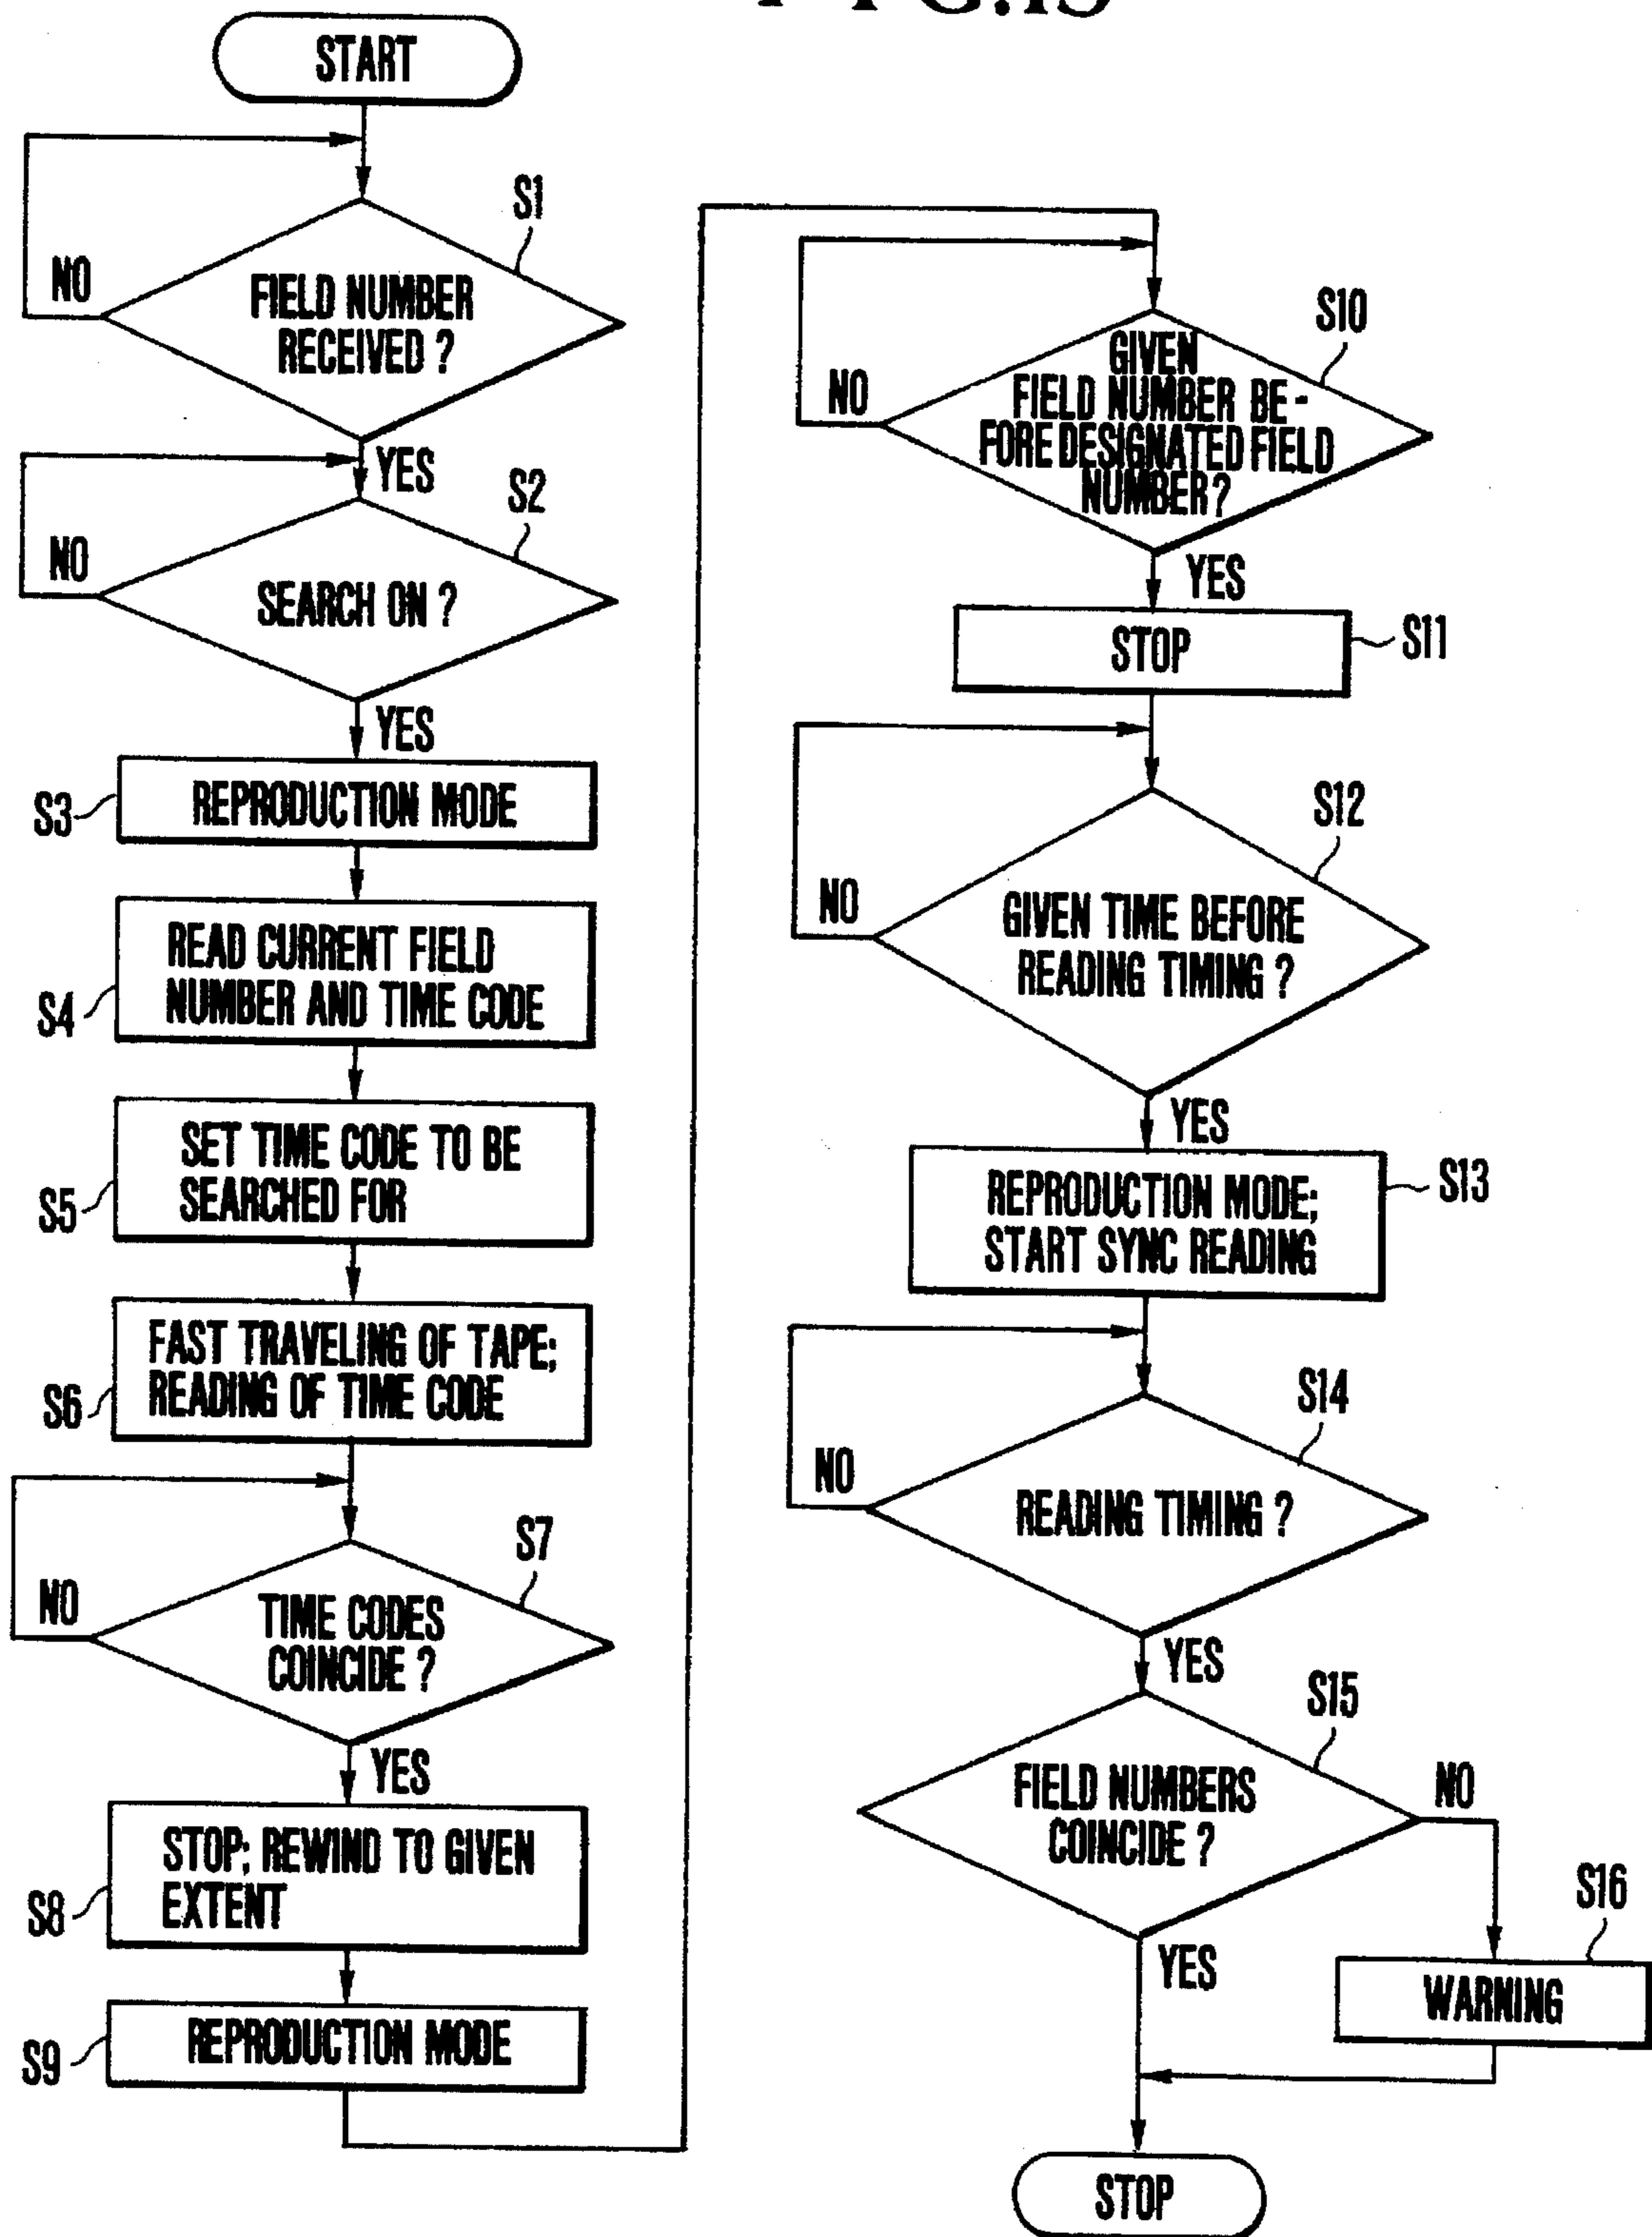 FIG.13
START
S1
NO
FIELD NUMBER
RECEIVED ?
YES
S2
NO
SEARCH ON ?
YES
S3
REPRODUCTION MODE
S4
READ CURRENT FIELD
NUMBER AND TIME CODE
S5
SET TIME CODE TO BE
SEARCHED FOR
S6
FAST TRAVELING OF TAPE;
READING OF TIME CODE
S7
NO
TIME CODES
COINCIDE ?
YES
S8
STOP; REWIND TO GIVEN
EXTENT
S9
REPRODUCTION MODE
S10
NO
GIVEN
FIELD NUMBER BE-
FORE DESIGNATED FIELD
NUMBER?
YES
STOP
S11
S12
NO
GIVEN TIME BEFORE
READING TIMING ?
YES
S13
REPRODUCTION MODE;
START SYNC READING
S14
NO
READING TIMING ?
YES
S15
FIELD NUMBERS
COINCIDE ?
NO
YES
S16
WARNING
STOP